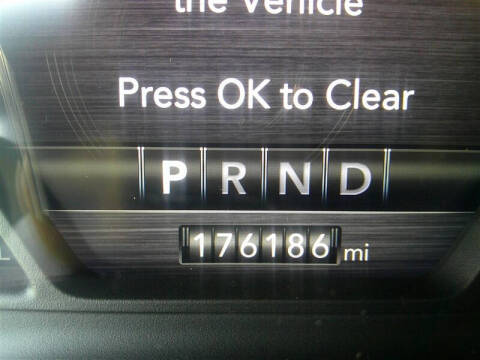 the Vehicle
Press OK to Clear
P R N D
176186 mi